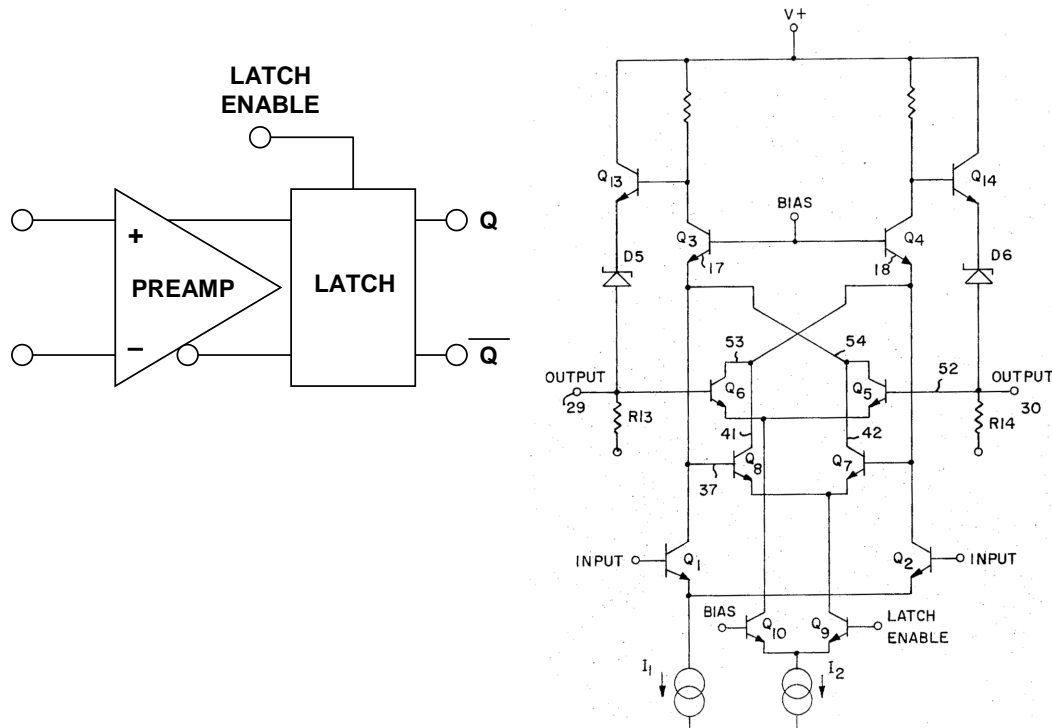 LATCH
ENABLE
+
PREAMP
−
LATCH
Q
Q̅
V+
Q13
Q14
BIAS
Q3
Q4
D5
17
18
D6
53
54
OUTPUT
29
Q6
Q5
52
OUTPUT
30
R13
R14
41
42
Q8
Q7
37
INPUT
Q1
Q2
INPUT
BIAS
Q10
Q9
LATCH
ENABLE
I1
I2